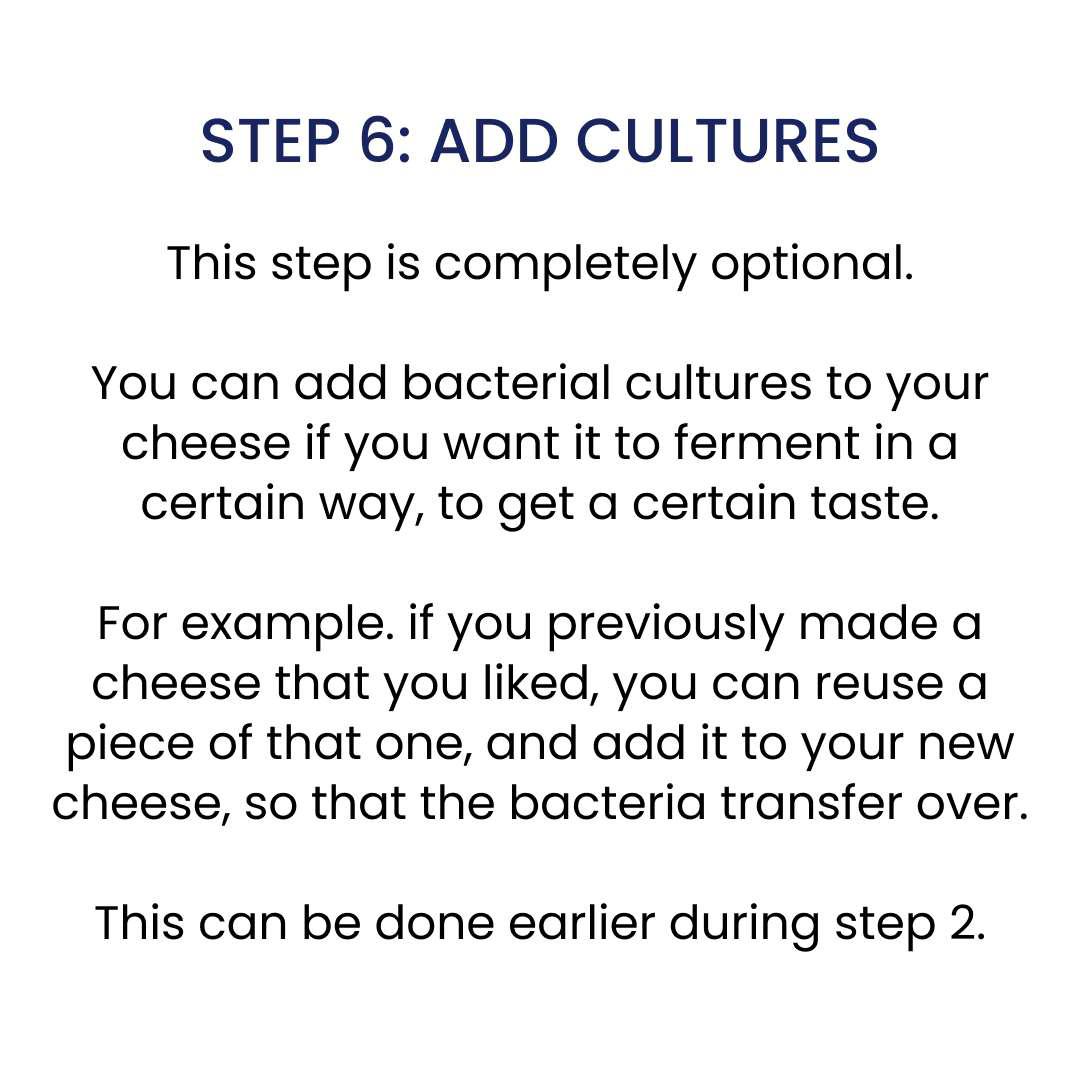 STEP 6: ADD CULTURES
This step is completely optional.
You can add bacterial cultures to your
cheese if you want it to ferment in a
certain way, to get a certain taste.
For example. if you previously made a
cheese that you liked, you can reuse a
piece of that one, and add it to your new
cheese, so that the bacteria transfer over.
This can be done earlier during step 2.